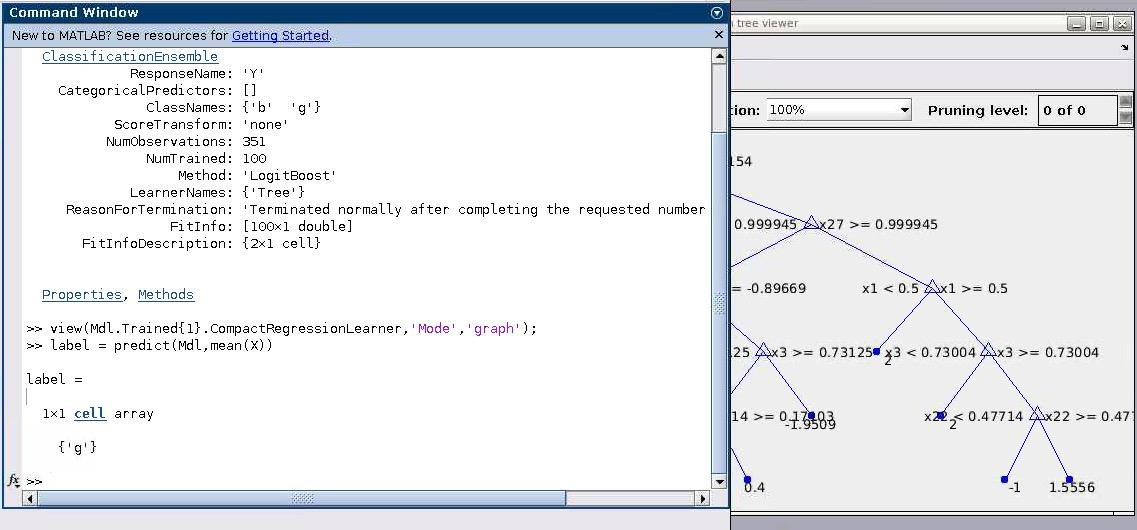 Command Window
New to MATLAB? See resources for Getting Started.
ClassificationEnsemble
ResponseName: 'Y'
CategoricalPredictors: []
ClassNames: {'b' 'g'}
ScoreTransform: 'none'
NumObservations: 351
NumTrained: 100
Method: 'LogitBoost'
LearnerNames: {'Tree'}
ReasonForTermination: 'Terminated normally after completing the requested number
FitInfo: [100×1 double]
FitInfoDescription: {2×1 cell}
Properties, Methods
>> view(Mdl.Trained{1}.CompactRegressionLearner,'Mode','graph');
>> label = predict(Mdl,mean(X))
label =
1×1 cell array
{'g'}
fx >>
tree viewer
tion: 100% Pruning level: 0 of 0
154
0.999945 x27 >= 0.999945
= -0.89669 x1 < 0.5 x1 >= 0.5
125 x3 >= 0.73125 x3 < 0.73004 x3 >= 0.73004
2
14 >= 0.17103 x22 < 0.47714 x22 >= 0.477
-1.9509 2
0.4 -1 1.5556